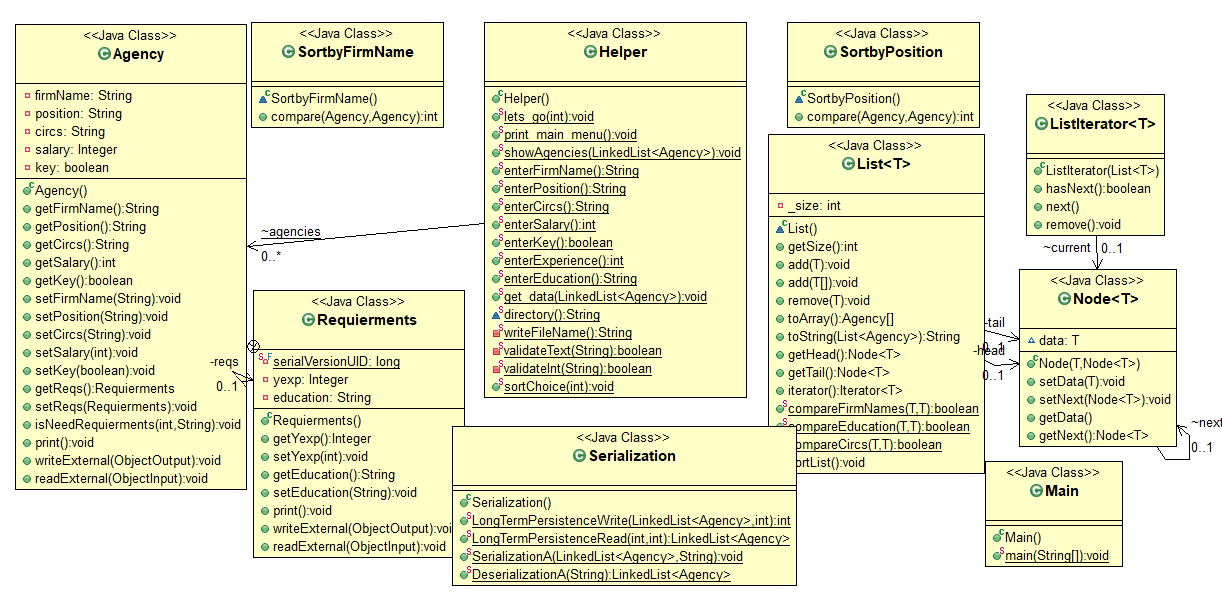 <<Java Class>>
Agency
firmName: String
position: String
circs: String
salary: Integer
key: boolean
Agency()
getFirmName():String
getPosition():String
getCircs():String
getSalary():int
getKey():boolean
setFirmName(String):void
setPosition(String):void
setCircs(String):void
setSalary(int):void
setKey(boolean):void
getReqs():Requierments
setReqs(Requierments):void
isNeedRequierments(int,String):void
print():void
writeExternal(ObjectOutput):void
readExternal(ObjectInput):void
<<Java Class>>
SortbyFirmName
SortbyFirmName()
compare(Agency,Agency):int
~agencies
0..*
-reqs
0..1
<<Java Class>>
Requierments
serialVersionUID: long
yexp: Integer
education: String
Requierments()
getYexp():Integer
setYexp(int):void
getEducation():String
setEducation(String):void
print():void
writeExternal(ObjectOutput):voi
readExternal(ObjectInput):void
<<Java Class>>
Helper
Helper()
lets_go(int):void
print_main_menu():void
showAgencies(LinkedList<Agency>):void
enterFirmName():String
enterPosition():String
enterCircs():String
enterSalary():int
enterKey():boolean
enterExperience():int
enterEducation():String
get_data(LinkedList<Agency>):void
directory():String
writeFileName():String
validateText(String):boolean
validateInt(String):boolean
sortChoice(int):void
<<Java Class>>
Serialization
Serialization()
LongTermPersistenceWrite(LinkedList<Agency>,int):int
LongTermPersistenceRead(int,int):LinkedList<Agency>
SerializationA(LinkedList<Agency>,String):void
DeserializationA(String):LinkedList<Agency>
<<Java Class>>
SortbyPosition
SortbyPosition()
compare(Agency,Agency):int
<<Java Class>>
List<T>
_size: int
List()
getSize():int
add(T):void
add(T[]):void
remove(T):void
toArray():Agency[]
toString(List<Agency>):String
getHead():Node<T>
getTail():Node<T>
iterator():Iterator<T>
compareFirmNames(T,T):boolean
compareEducation(T,T):boolean
ompareCircs(T,T):boolean
ortList():void
-tail
0..1
-head
0..1
<<Java Class>>
ListIterator<T>
ListIterator(List<T>)
hasNext():boolean
next()
remove():void
~current
0..1
<<Java Class>>
Node<T>
data: T
Node(T,Node<T>)
setData(T):void
setNext(Node<T>):void
getData()
getNext():Node<T>
~next
0..1
<<Java Class>>
Main
Main()
main(String[]):void